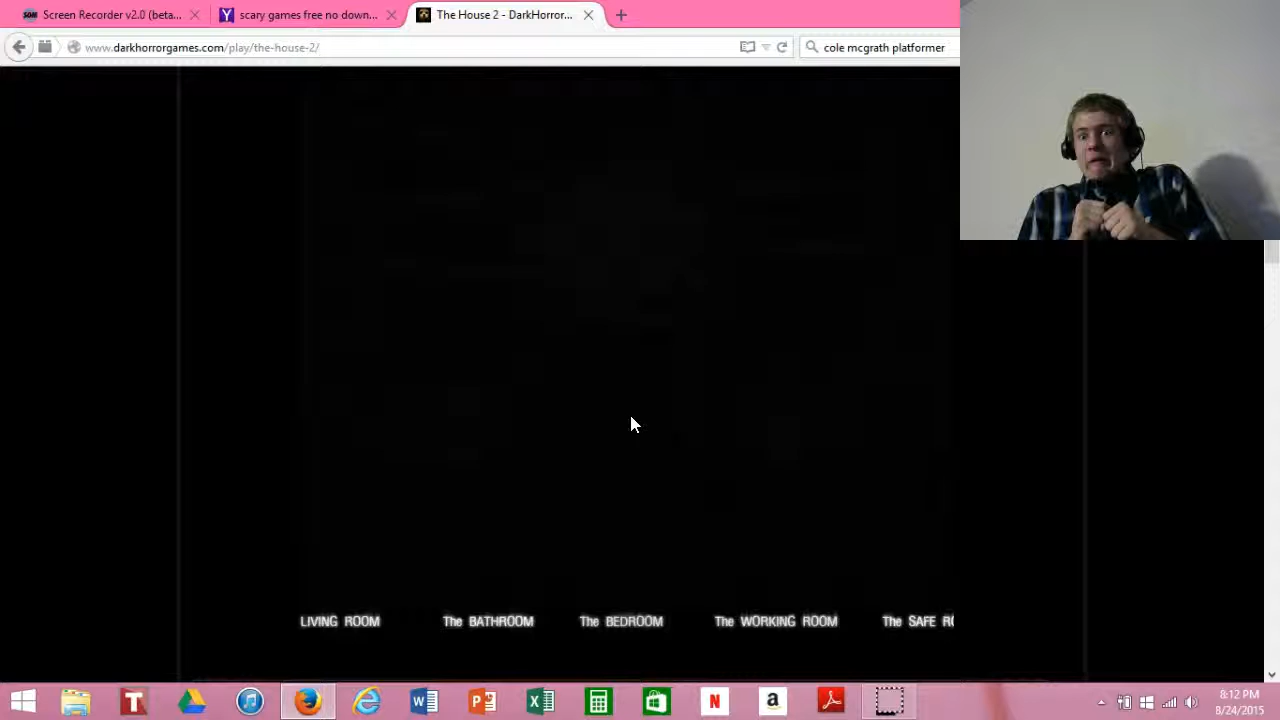 Screen Recorder v2.0 (beta...
scary games free no down...
The House 2 - DarkHorror...
www.darkhorrorgames.com/play/the-house-2/
cole mcgrath platformer
LIVING ROOM
The BATHROOM
The BEDROOM
The WORKING ROOM
The SAFE RO
8:12 PM
8/24/2015